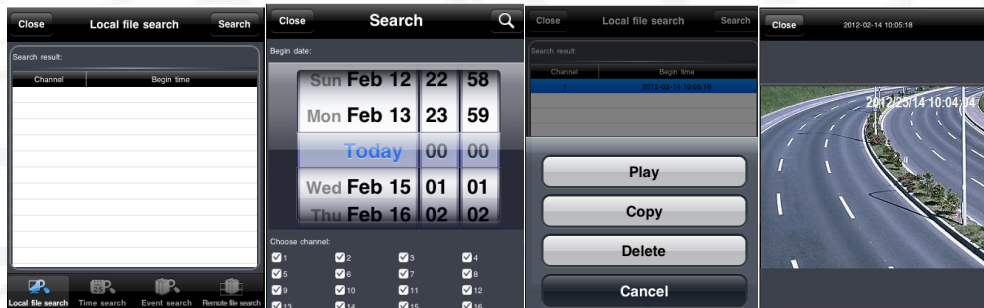 Close Local file search Search
Search result:
Channel Begin time
Local file search Time search Event search Remote file search
Close Search
Begin date:
Sun Feb 12 22 58
Mon Feb 13 23 59
Today 00 00
Wed Feb 15 01 01
Thu Feb 16 02 02
Choose channel:
1 2 3 4
5 6 7 8
9 10 11 12
13 14 15 16
Close Local file search Search
Search result:
Channel Begin time
1 2012-02-14 10:05:18
Play
Copy
Delete
Cancel
Close 2012-02-14 10:05:18
10:04:04